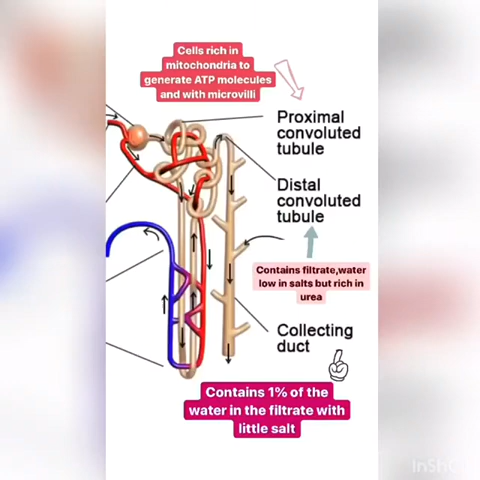 Cells rich in
mitochondria to
generate ATP molecules
and with microvilli
Proximal
convoluted
tubule
Distal
convoluted
tubule
Contains filtrate,water
low in salts but rich in
urea
Collecting
duct
Contains 1% of the
water in the filtrate with
little salt